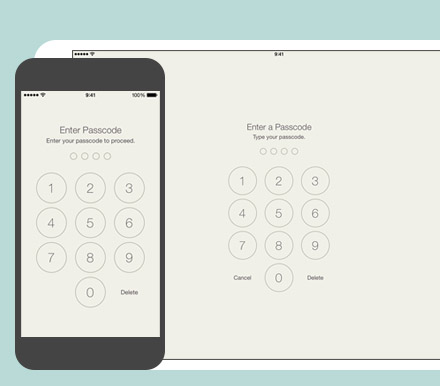 9:41 100%
Enter Passcode
Enter your passcode to proceed.
1 2 3
4 5 6
7 8 9
0 Delete
9:41
Enter a Passcode
Type your passcode.
1 2 3
4 5 6
7 8 9
Cancel 0 Delete